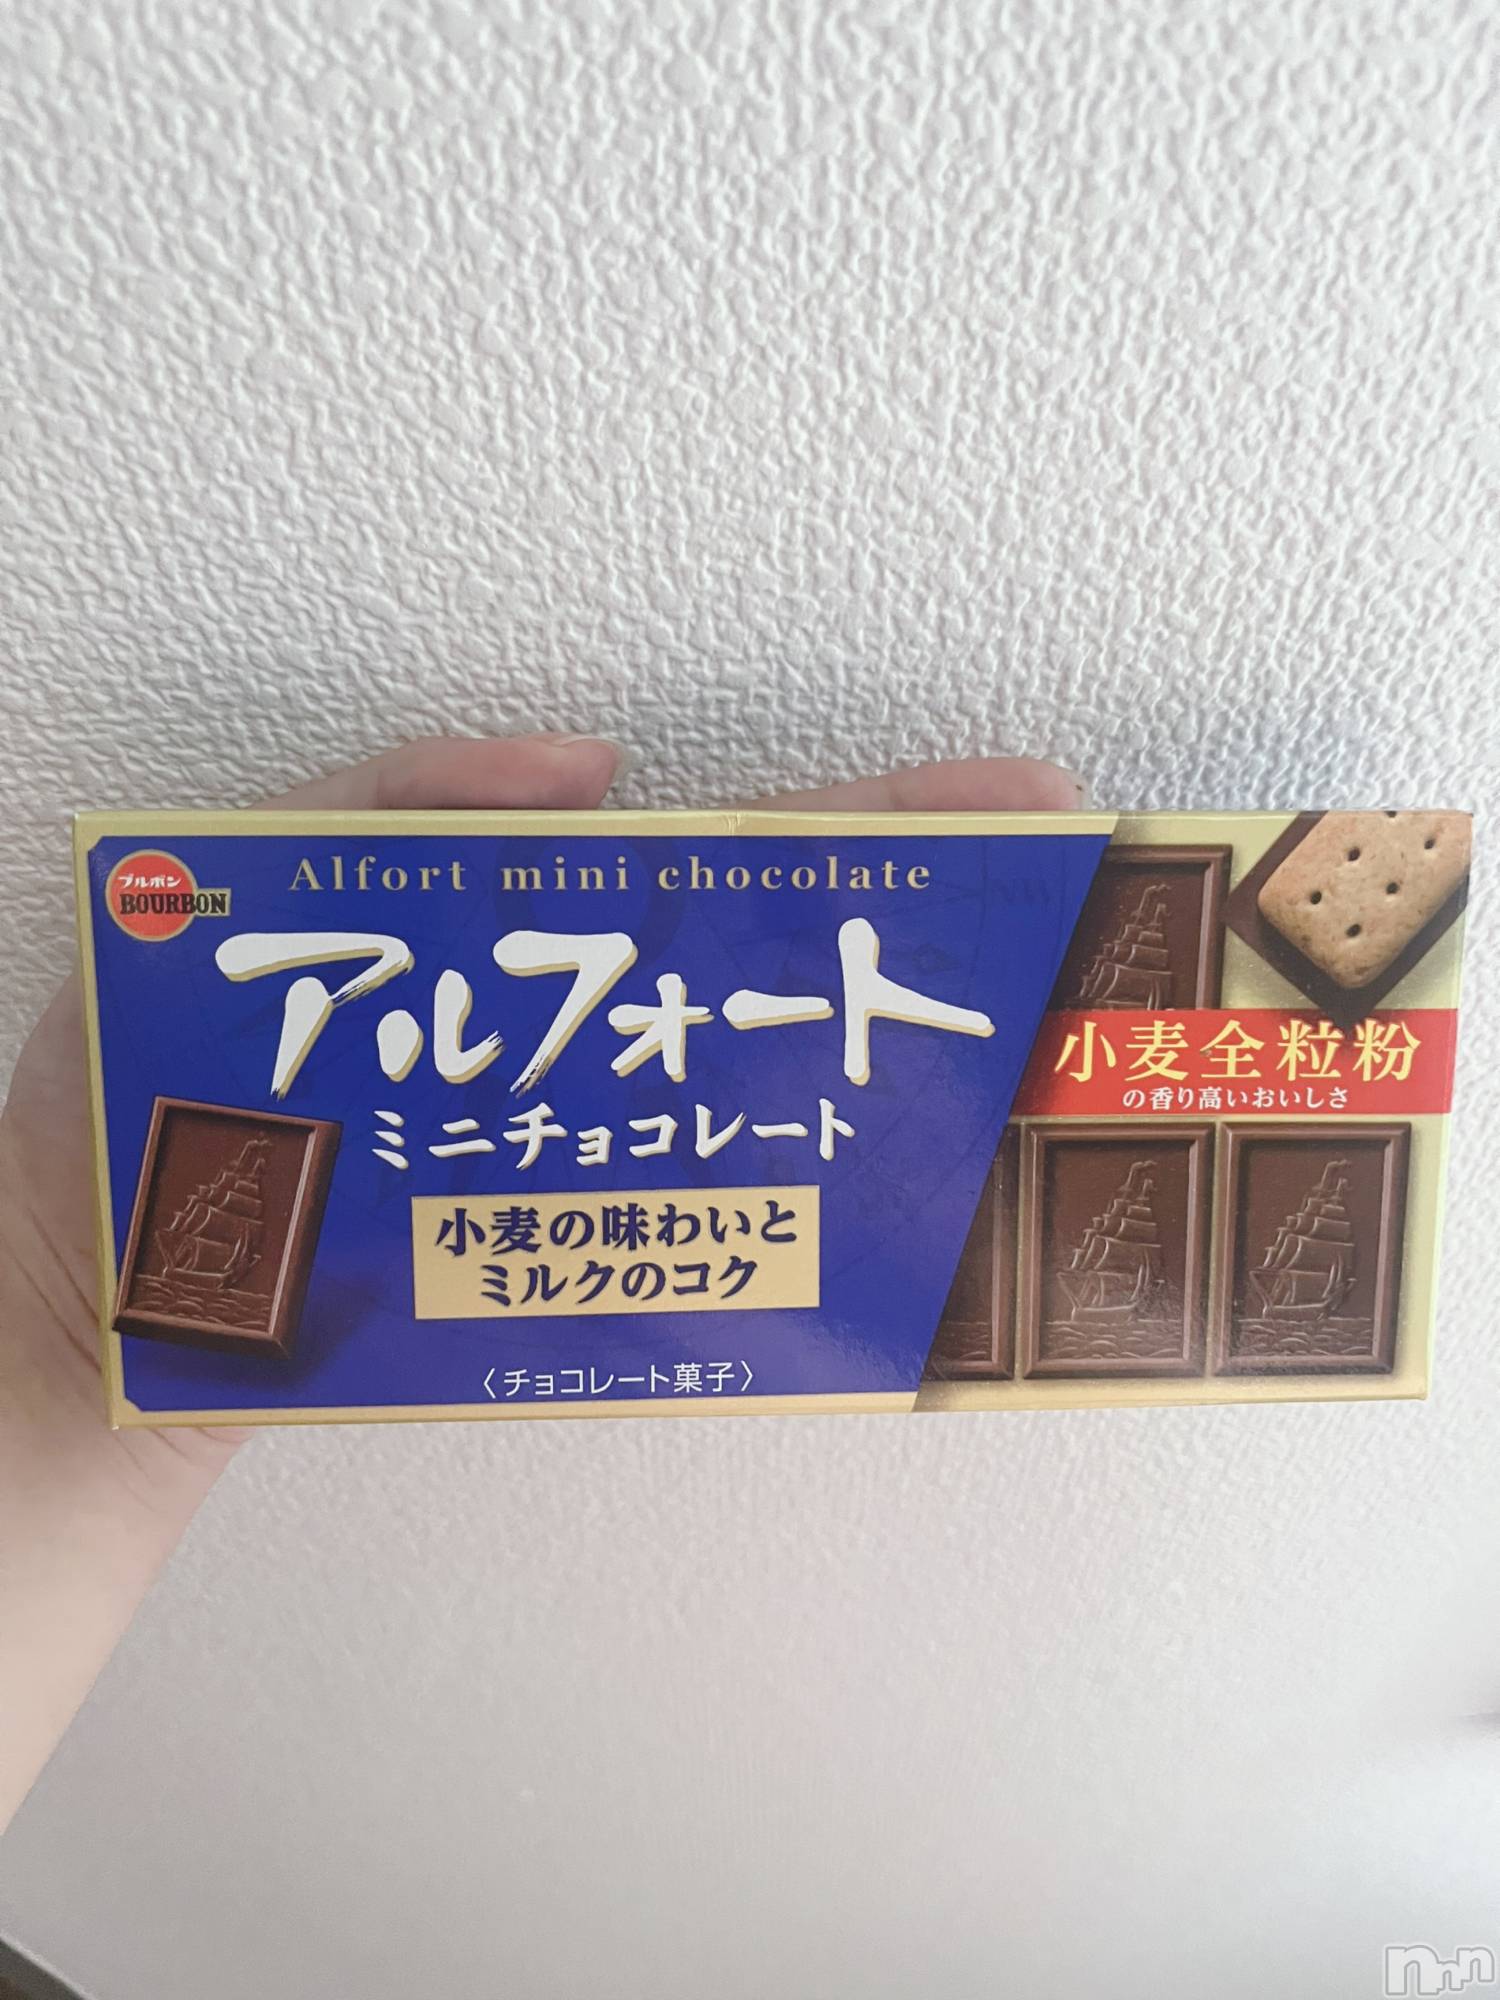 ブルボン
BOURBON
Alfort mini chocolate
アルフォート
ミニチョコレート
小麦の味わいと
ミルクのコク
〈チョコレート菓子〉
小麦全粒粉
の香り高いおいしさ
nnn